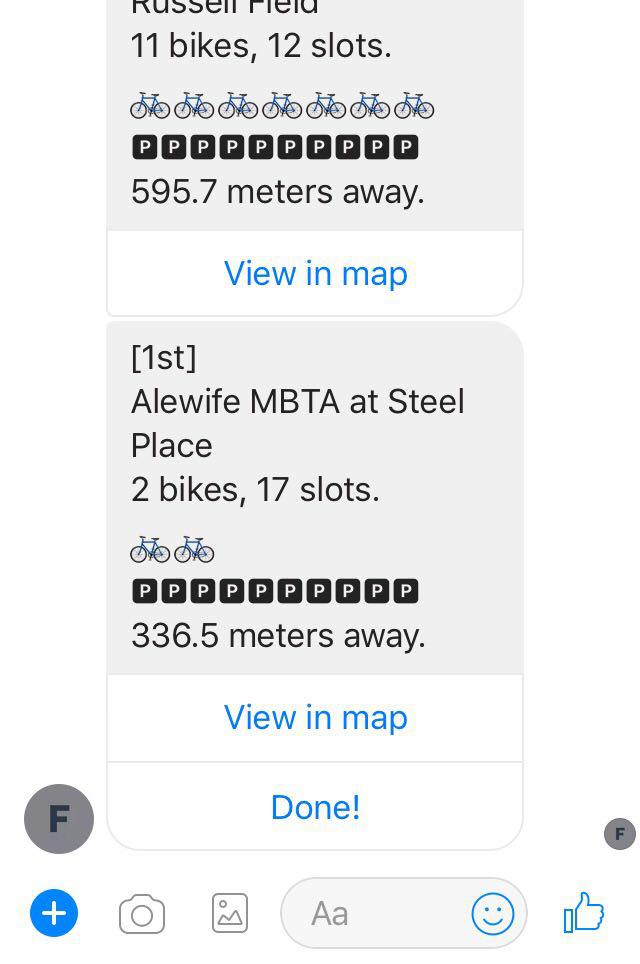 Russell Field
11 bikes, 12 slots.
🚲🚲🚲🚲🚲🚲🚲
🅿🅿🅿🅿🅿🅿🅿🅿🅿🅿
595.7 meters away.
View in map
[1st]
Alewife MBTA at Steel
Place
2 bikes, 17 slots.
🚲🚲
🅿🅿🅿🅿🅿🅿🅿🅿🅿🅿
336.5 meters away.
View in map
Done!
F
F
Aa